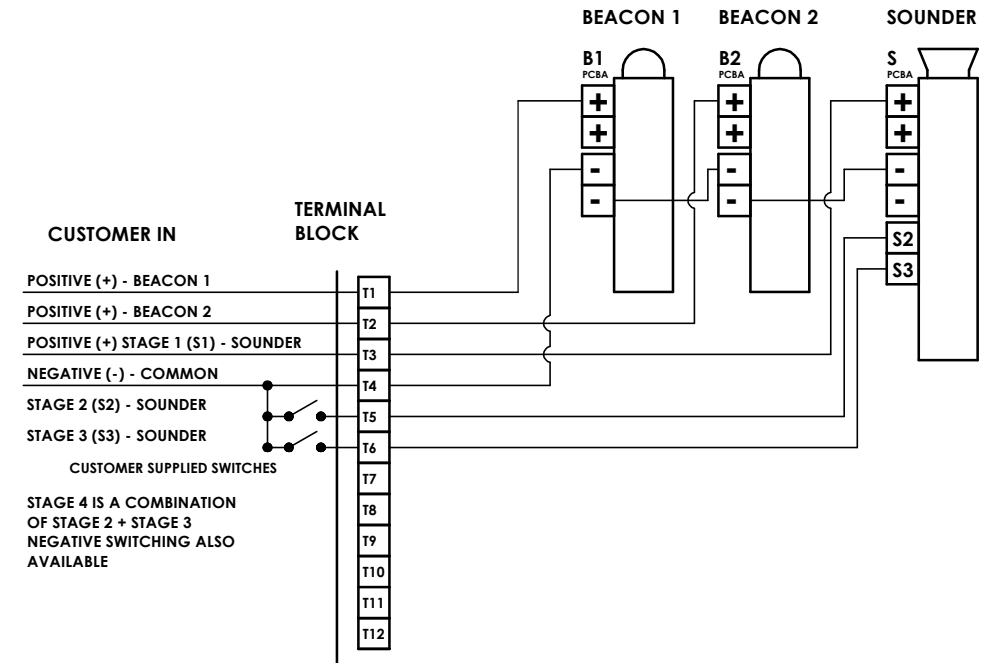 BEACON 1
BEACON 2
SOUNDER
B1
PCBA
B2
PCBA
S
PCBA
+
+
-
-
+
+
-
-
+
+
-
-
S2
S3
CUSTOMER IN
TERMINAL
BLOCK
POSITIVE (+) - BEACON 1
POSITIVE (+) - BEACON 2
POSITIVE (+) STAGE 1 (S1) - SOUNDER
NEGATIVE (-) - COMMON
STAGE 2 (S2) - SOUNDER
STAGE 3 (S3) - SOUNDER
CUSTOMER SUPPLIED SWITCHES
STAGE 4 IS A COMBINATION
OF STAGE 2 + STAGE 3
NEGATIVE SWITCHING ALSO
AVAILABLE
T1
T2
T3
T4
T5
T6
T7
T8
T9
T10
T11
T12